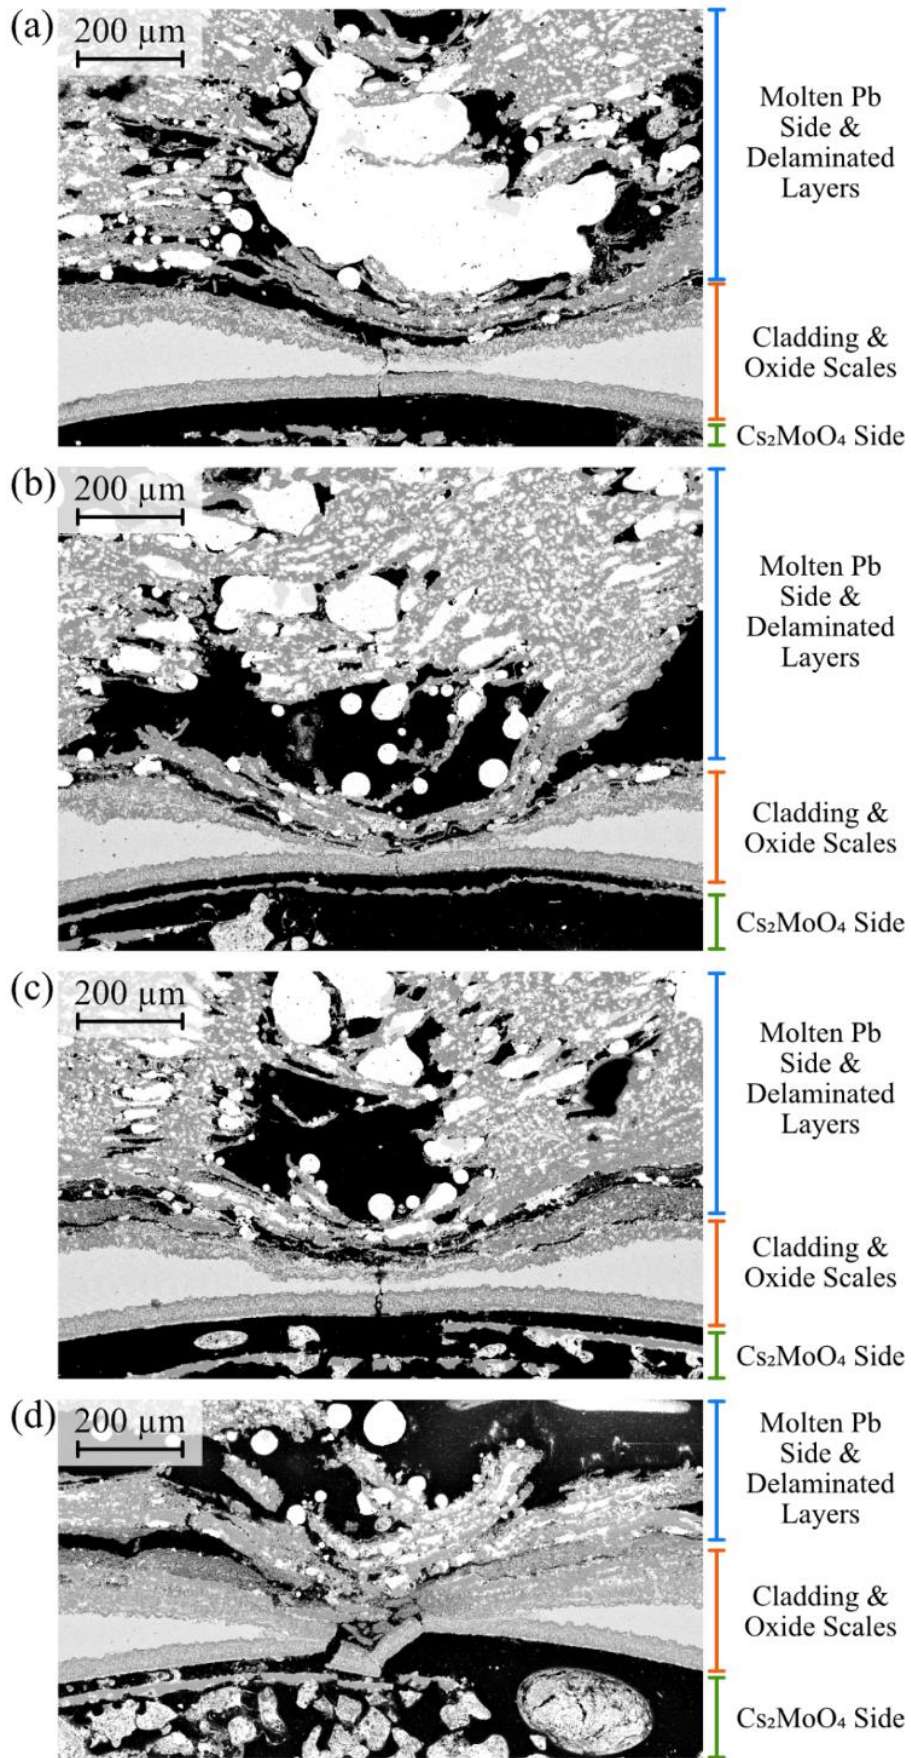 (a)
200 µm
Molten Pb
Side &
Delaminated
Layers
Cladding &
Oxide Scales
Cs₂MoO₄ Side
(b)
200 µm
Molten Pb
Side &
Delaminated
Layers
Cladding &
Oxide Scales
Cs₂MoO₄ Side
(c)
200 µm
Molten Pb
Side &
Delaminated
Layers
Cladding &
Oxide Scales
Cs₂MoO₄ Side
(d)
200 µm
Molten Pb
Side &
Delaminated
Layers
Cladding &
Oxide Scales
Cs₂MoO₄ Side